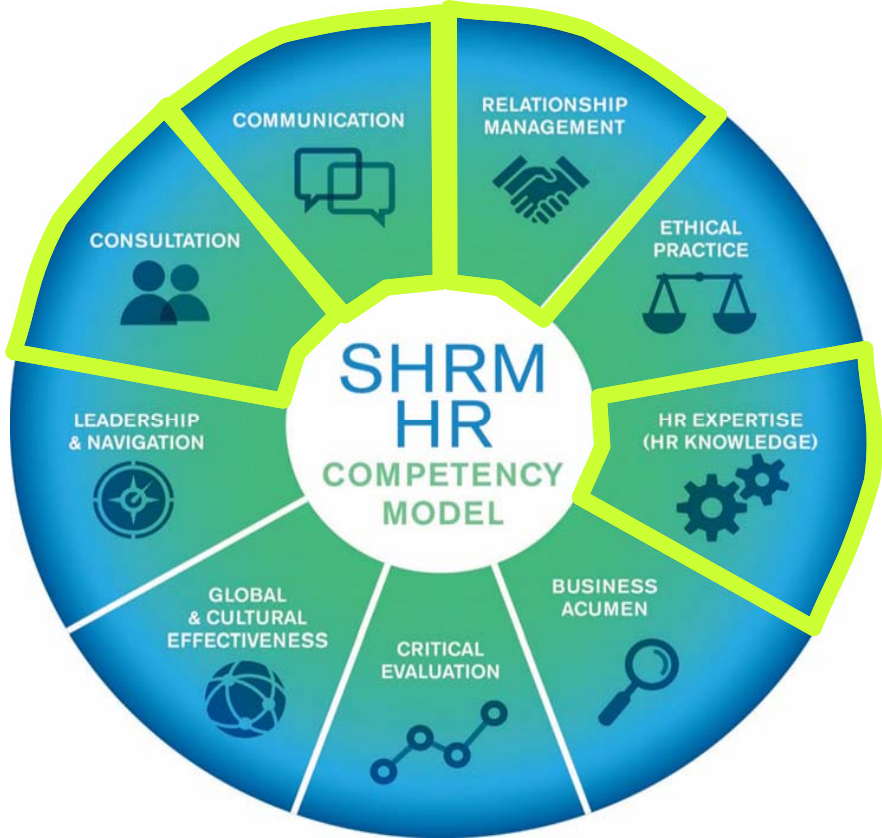 COMMUNICATION
RELATIONSHIP
MANAGEMENT
ETHICAL
PRACTICE
HR EXPERTISE
(HR KNOWLEDGE)
BUSINESS
ACUMEN
CRITICAL
EVALUATION
GLOBAL
& CULTURAL
EFFECTIVENESS
LEADERSHIP
& NAVIGATION
CONSULTATION
SHRM
HR
COMPETENCY
MODEL